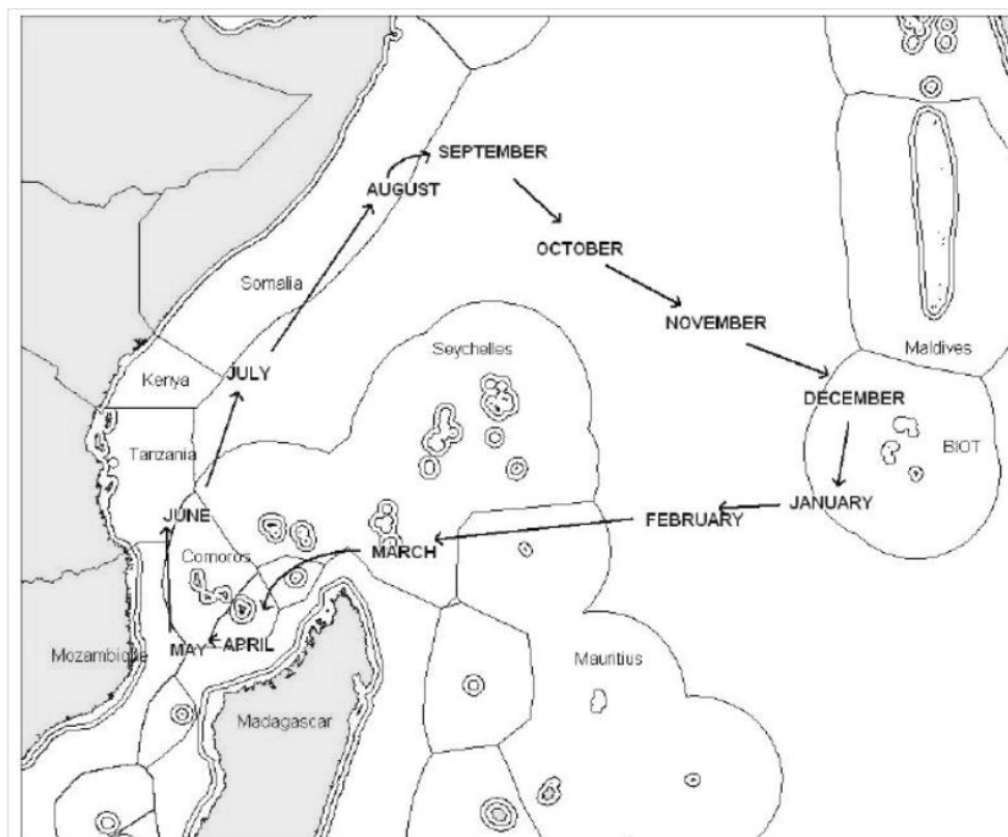 SEPTEMBER
AUGUST
OCTOBER
Somalia
NOVEMBER
Seychelles
Maldives
JULY
Kenya
DECEMBER
BIOT
Tanzania
JANUARY
JUNE
FEBRUARY
MARCH
Comoros
MAY
APRIL
Mozambique
Mauritius
Madagascar